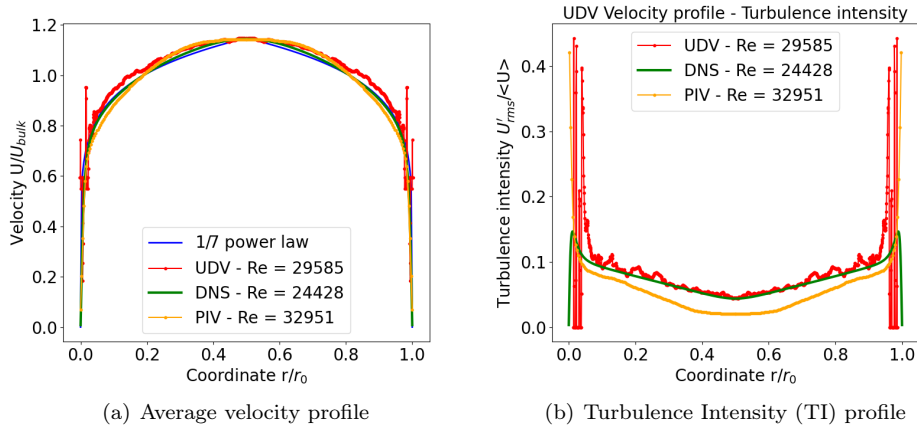 1.2
1.0
0.8
0.6
0.4
0.2
0.0
Velocity U/U_bulk
1/7 power law
UDV - Re = 29585
DNS - Re = 24428
PIV - Re = 32951
0.0 0.2 0.4 0.6 0.8 1.0
Coordinate r/r_0
(a) Average velocity profile
UDV Velocity profile - Turbulence intensity
0.4
0.3
0.2
0.1
0.0
Turbulence intensity U'_rms/<U>
UDV - Re = 29585
DNS - Re = 24428
PIV - Re = 32951
0.0 0.2 0.4 0.6 0.8 1.0
Coordinate r/r_0
(b) Turbulence Intensity (TI) profile